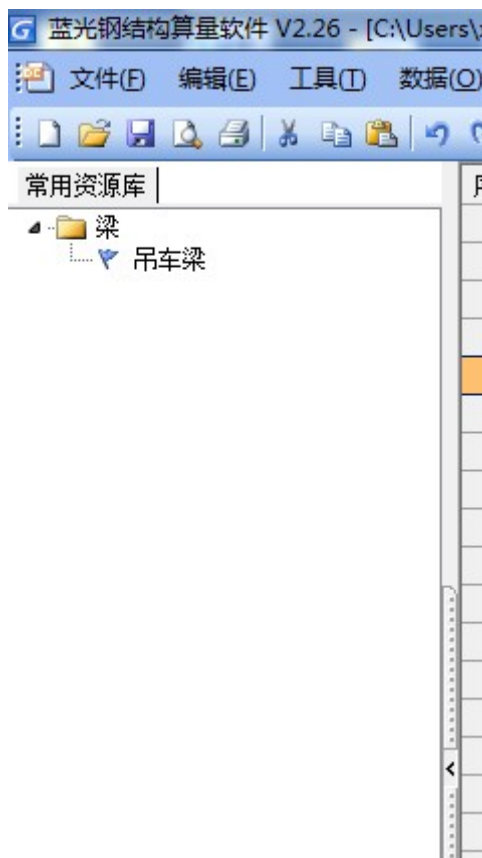 蓝光钢结构算量软件 V2.26 - [C:\Users\
文件(F) 编辑(E) 工具(T) 数据(O)
常用资源库
梁
吊车梁